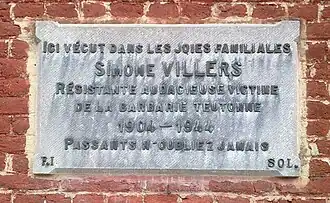 ICI VÉCUT DANS LES JOIES FAMILIALES
SIMONE VILLERS
RÉSISTANTE AUDACIEUSE VICTIME
DE LA BARBARIE TEUTONNE
1904-1944
PASSANTS N'OUBLIEZ JAMAIS
F.I SOL.